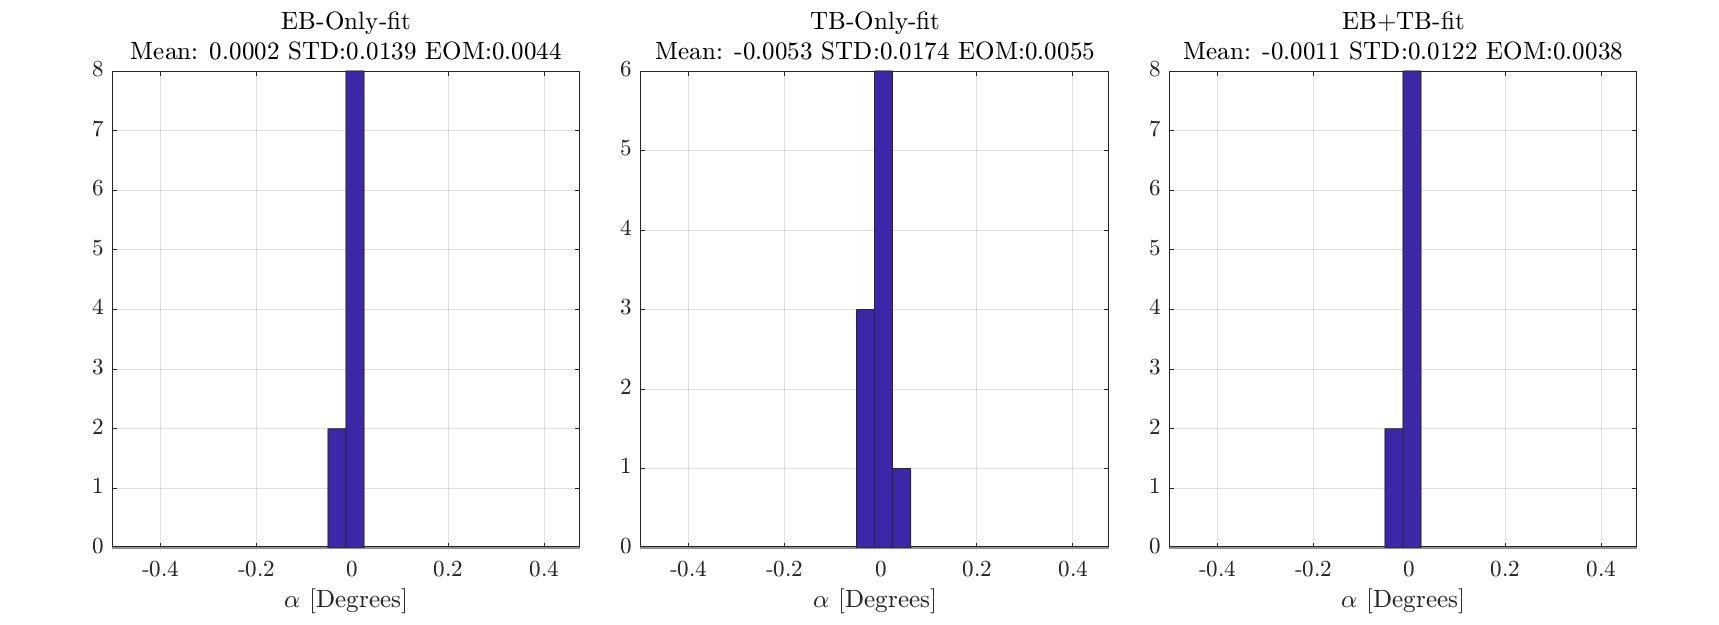 EB-Only-fit
Mean: 0.0002 STD:0.0139 EOM:0.0044
8
7
6
5
4
3
2
1
0
-0.4 -0.2 0 0.2 0.4
α [Degrees]
TB-Only-fit
Mean: -0.0053 STD:0.0174 EOM:0.0055
6
5
4
3
2
1
0
-0.4 -0.2 0 0.2 0.4
α [Degrees]
EB+TB-fit
Mean: -0.0011 STD:0.0122 EOM:0.0038
8
7
6
5
4
3
2
1
0
-0.4 -0.2 0 0.2 0.4
α [Degrees]